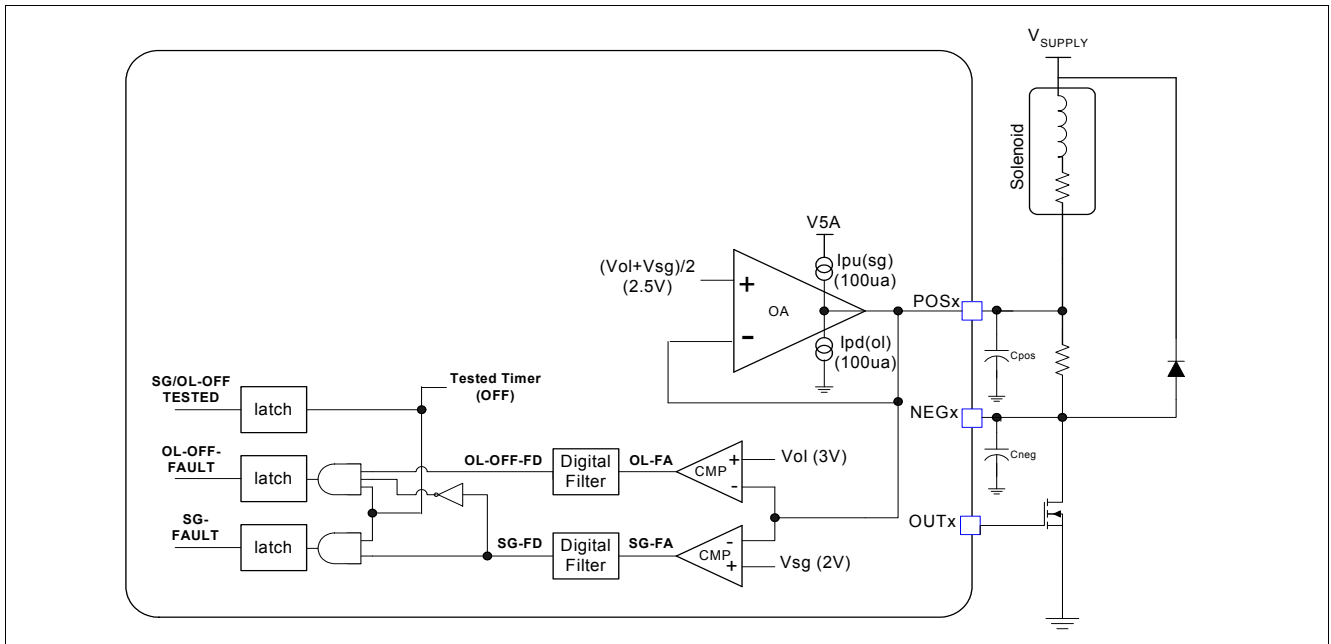 V_SUPPLY
Solenoid
V5A
Ipu(sg)
(100ua)
(Vol+Vsg)/2
(2.5V)
+
OA
-
Ipd(ol)
(100ua)
POSx
Cpos
NEGx
Cneg
OUTx
SG/OL-OFF
TESTED
latch
Tested Timer
(OFF)
OL-OFF-
FAULT
latch
OL-OFF-FD
Digital
Filter
OL-FA
CMP
+
-
Vol (3V)
SG-
FAULT
latch
SG-FD
Digital
Filter
SG-FA
CMP
-
+
Vsg (2V)